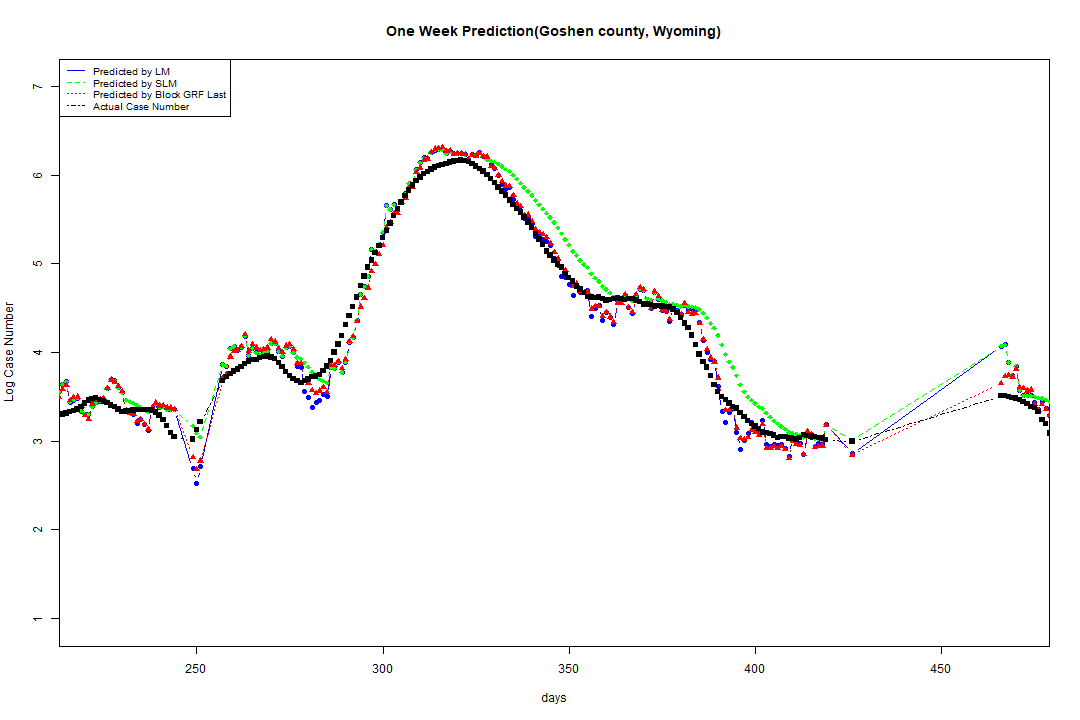 One Week Prediction(Goshen county, Wyoming)
Predicted by LM
Predicted by SLM
Predicted by Block GRF Last
Actual Case Number
7
6
5
4
3
2
1
Log Case Number
250 300 350 400 450
days